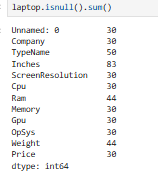 laptop.isnull().sum()
Unnamed: 0 30
Company 30
TypeName 50
Inches 83
ScreenResolution 30
Cpu 30
Ram 44
Memory 30
Gpu 30
OpSys 30
Weight 44
Price 30
dtype: int64